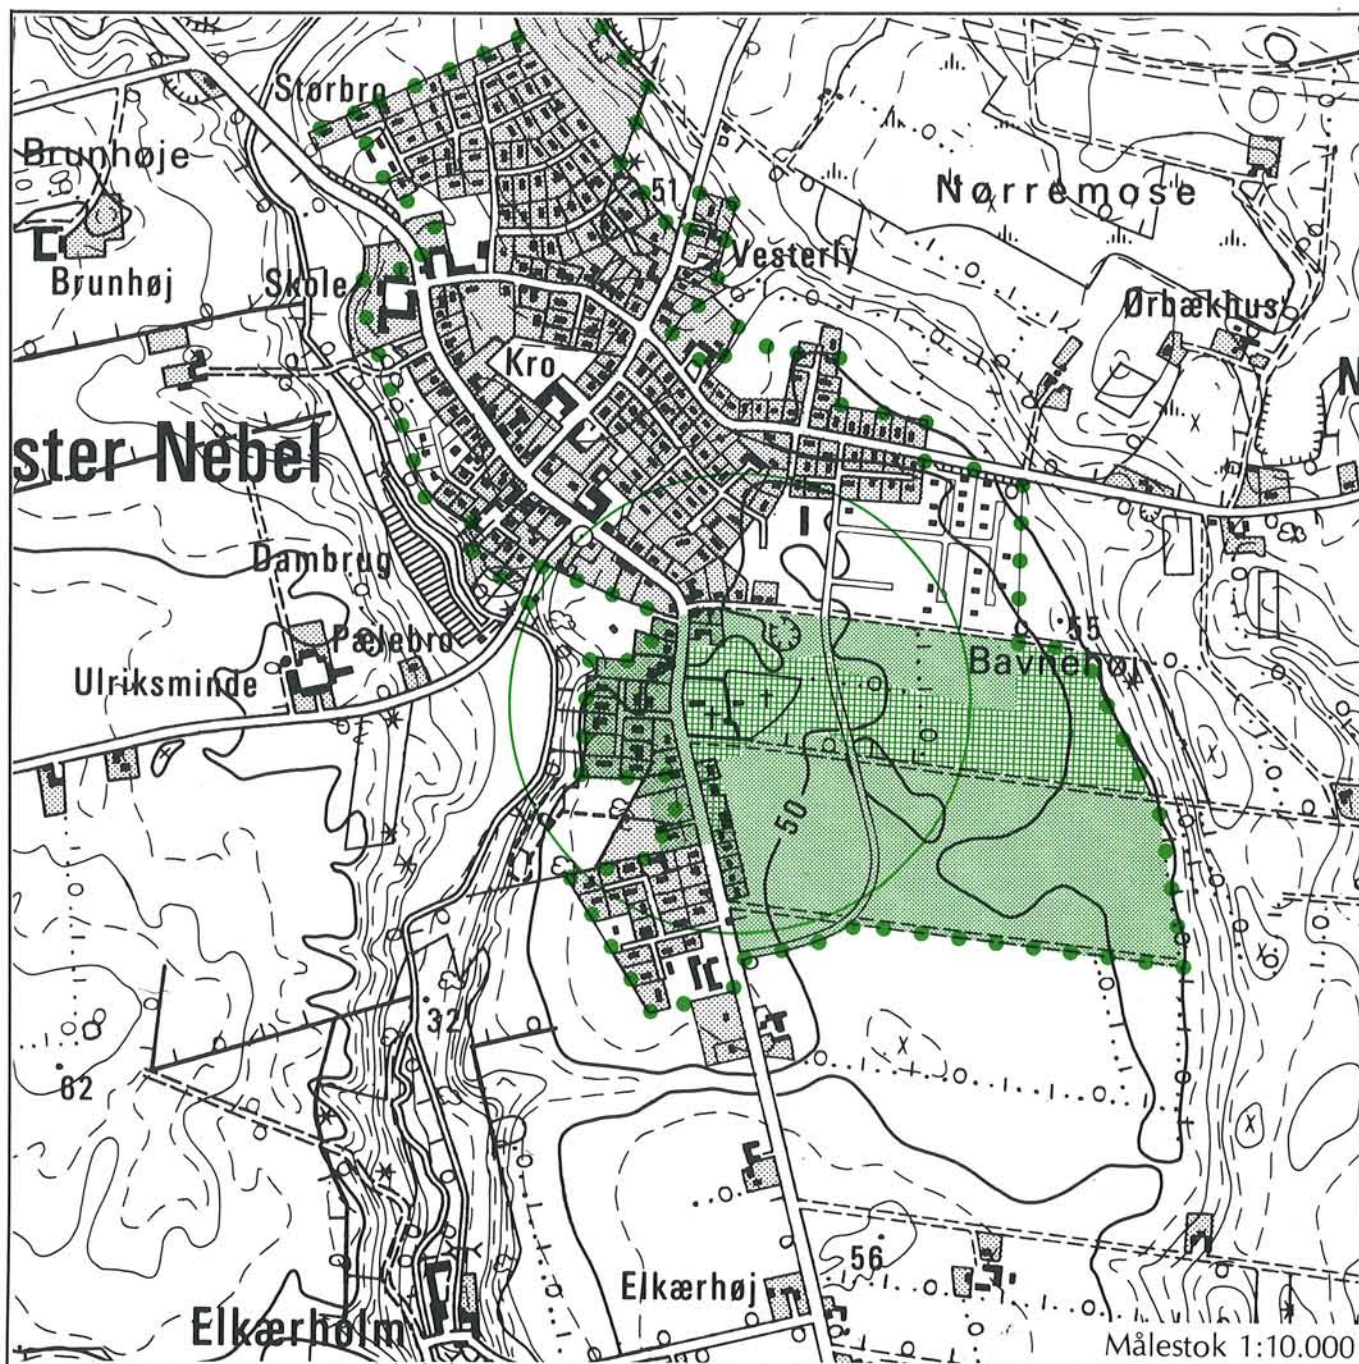 Størbro
Brunhøje
51
Nørremose
Vesterly
Brunhøj
Skole
Ørbækhus
Kro
N
ster Nebel
Dambrug
Pælebro
55
Bavnehøj
Ulriksminde
50
32
62
56
Elkærhøj
Elkærholm
Målestok 1:10.000